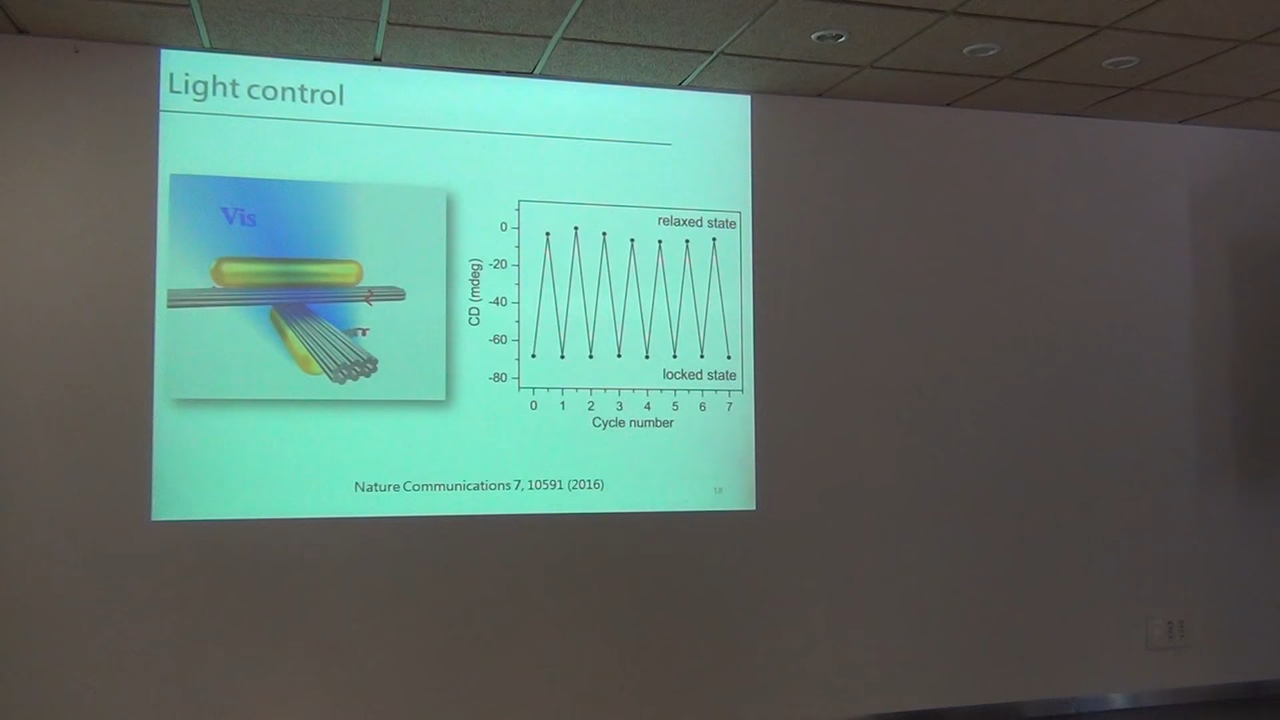 Light control
Vis
relaxed state
0
-20
-40
-60
-80
CD (mdeg)
locked state
0 1 2 3 4 5 6 7
Cycle number
Nature Communications 7, 10591 (2016)
18